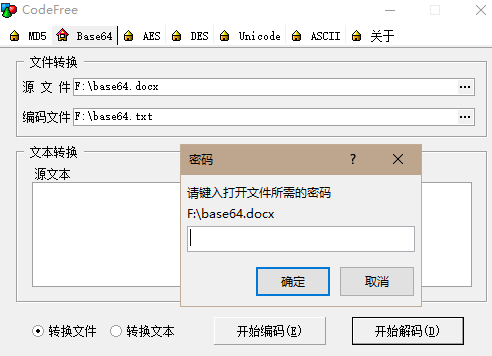 CodeFree
MD5 Base64 AES DES Unicode ASCII 关于
文件转换
源 文 件 F:\base64.docx ...
编码文件 F:\base64.txt ...
文本转换
源文本
密码 ?
请键入打开文件所需的密码
F:\base64.docx
确定 取消
转换文件 转换文本 开始编码(E) 开始解码(D)